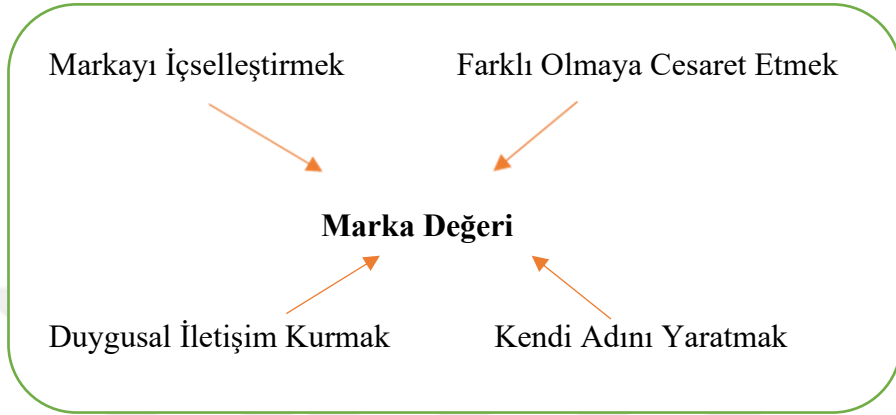 Markayı İçselleştirmek
Farklı Olmaya Cesaret Etmek
Marka Değeri
Duygusal İletişim Kurmak
Kendi Adını Yaratmak